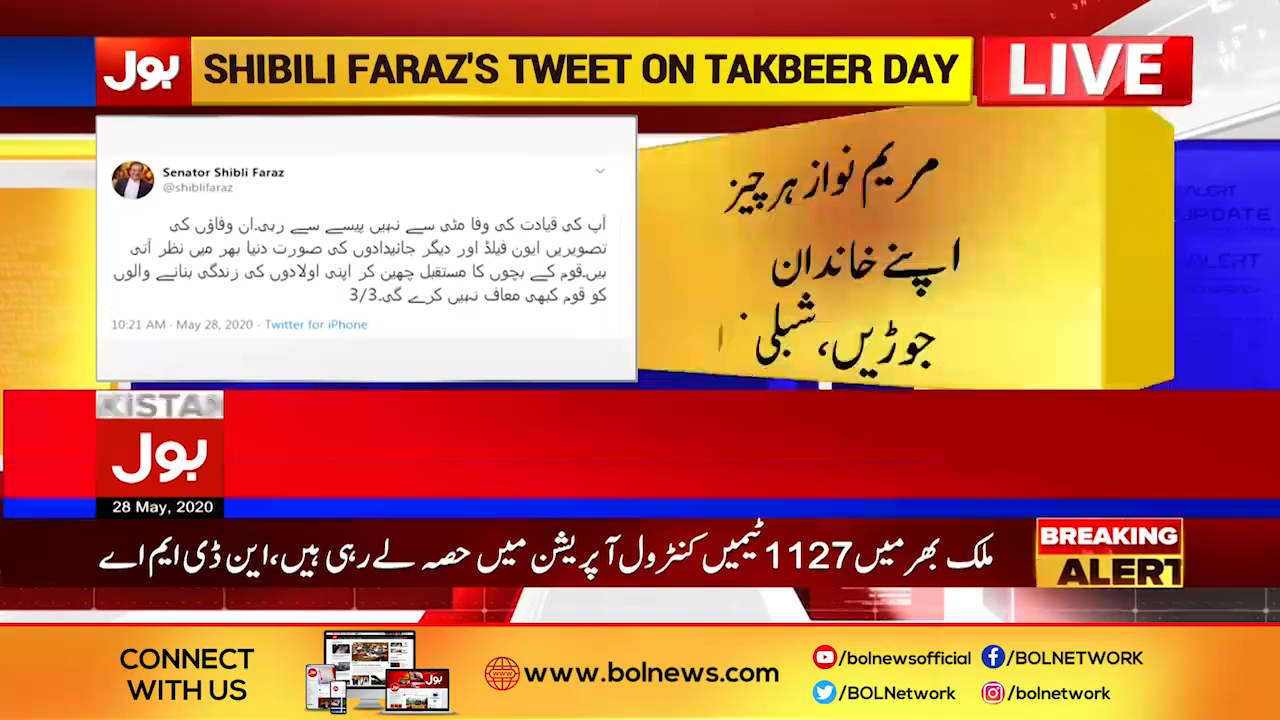 بول
SHIBILI FARAZ'S TWEET ON TAKBEER DAY
LIVE
Senator Shibli Faraz
@shiblifaraz
آپ کی قیادت کی وفا مٹی سے نہیں پیسے سے رہی.ان وفاؤں کی
تصویریں ایون فیلڈ اور دیگر جائیدادوں کی صورت دنیا بھر میں نظر آتی
ہیں.قوم کے بچوں کا مستقبل چھین کر اپنی اولادوں کی زندگی بنانے والوں
کو قوم کبھی معاف نہیں کرے گی.3/3
10:21 AM · May 28, 2020 · Twitter for iPhone
مریم نواز ہر چیز
اپنے خاندان
جوڑیں، شبلی
ALERT
UPDATE
ALERT
KISTAN
بول
28 May, 2020
ملک بھر میں 1127 ٹیمیں کنٹرول آپریشن میں حصہ لے رہی ہیں، این ڈی ایم اے
BREAKING
ALERT
CONNECT
WITH US
www.bolnews.com
/bolnewsofficial
/BOLNETWORK
/BOLNetwork
/bolnetwork